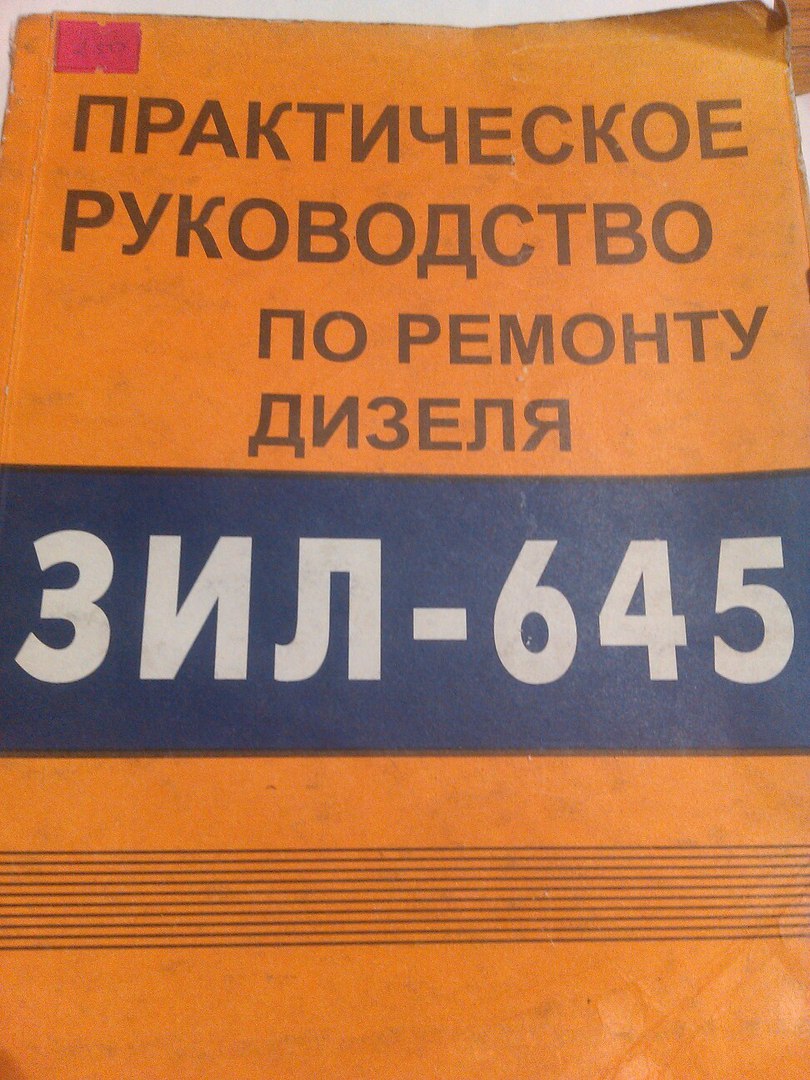 ПРАКТИЧЕСКОЕ
РУКОВОДСТВО
ПО РЕМОНТУ
ДИЗЕЛЯ
ЗИЛ-645